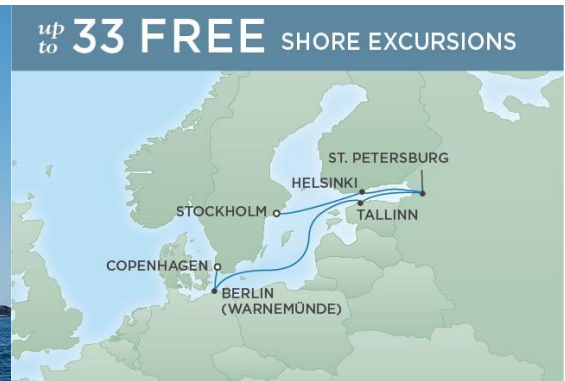 up to 33 FREE SHORE EXCURSIONS
ST. PETERSBURG
HELSINKI
STOCKHOLM
TALLINN
COPENHAGEN
BERLIN
(WARNEMÜNDE)